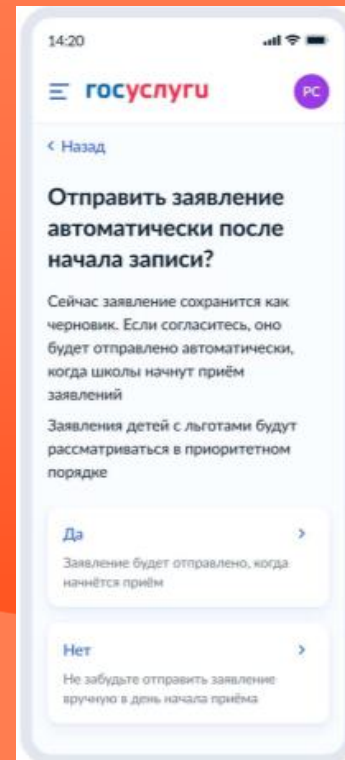 14:20
госуслуги
РС
Назад
Отправить заявление
автоматически после
начала записи?
Сейчас заявление сохранится как
черновик. Если согласитесь, оно
будет отправлено автоматически,
когда школы начнут приём
заявлений
Заявления детей с льготами будут
рассматриваться в приоритетном
порядке
Да
Заявление будет отправлено, когда
начнётся приём
Нет
Не забудьте отправить заявление
вручную в день начала приёма